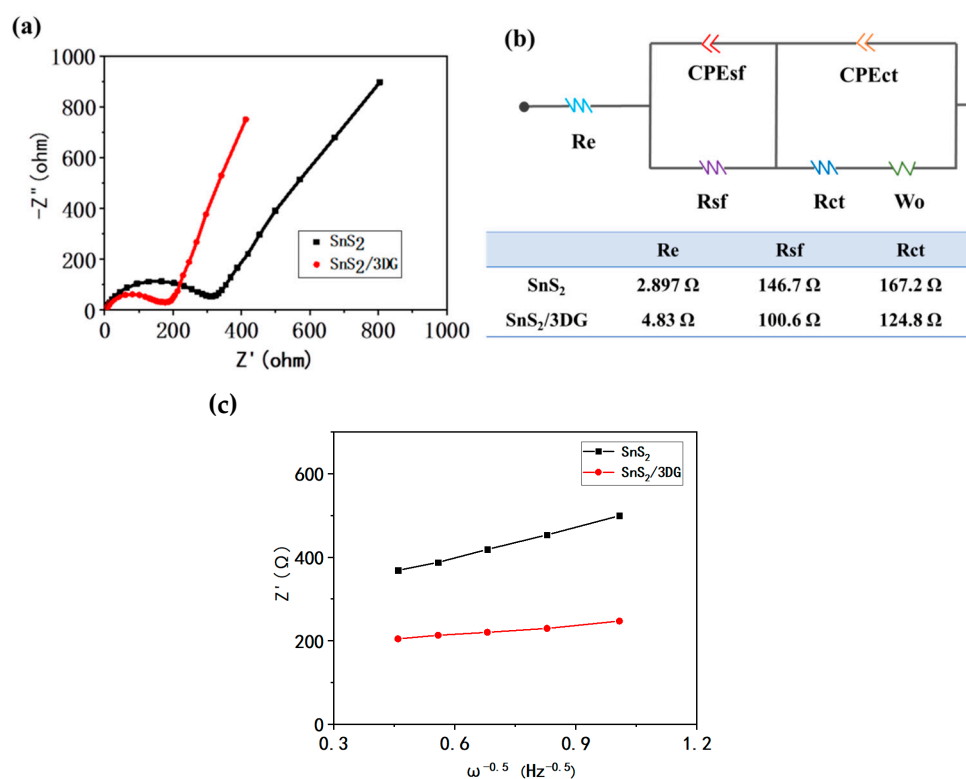 (a)
1000
800
600
400
200
0
-Z″(ohm)
SnS2
SnS2/3DG
0 200 400 600 800 1000
Z'(ohm)
(b)
CPEsf CPEct
Re
Rsf Rct Wo
Re Rsf Rct
SnS2 2.897 Ω 146.7 Ω 167.2 Ω
SnS2/3DG 4.83 Ω 100.6 Ω 124.8 Ω
(c)
600
400
200
0
Z'(Ω)
SnS2
SnS2/3DG
0.3 0.6 0.9 1.2
ω-0.5 (Hz-0.5)